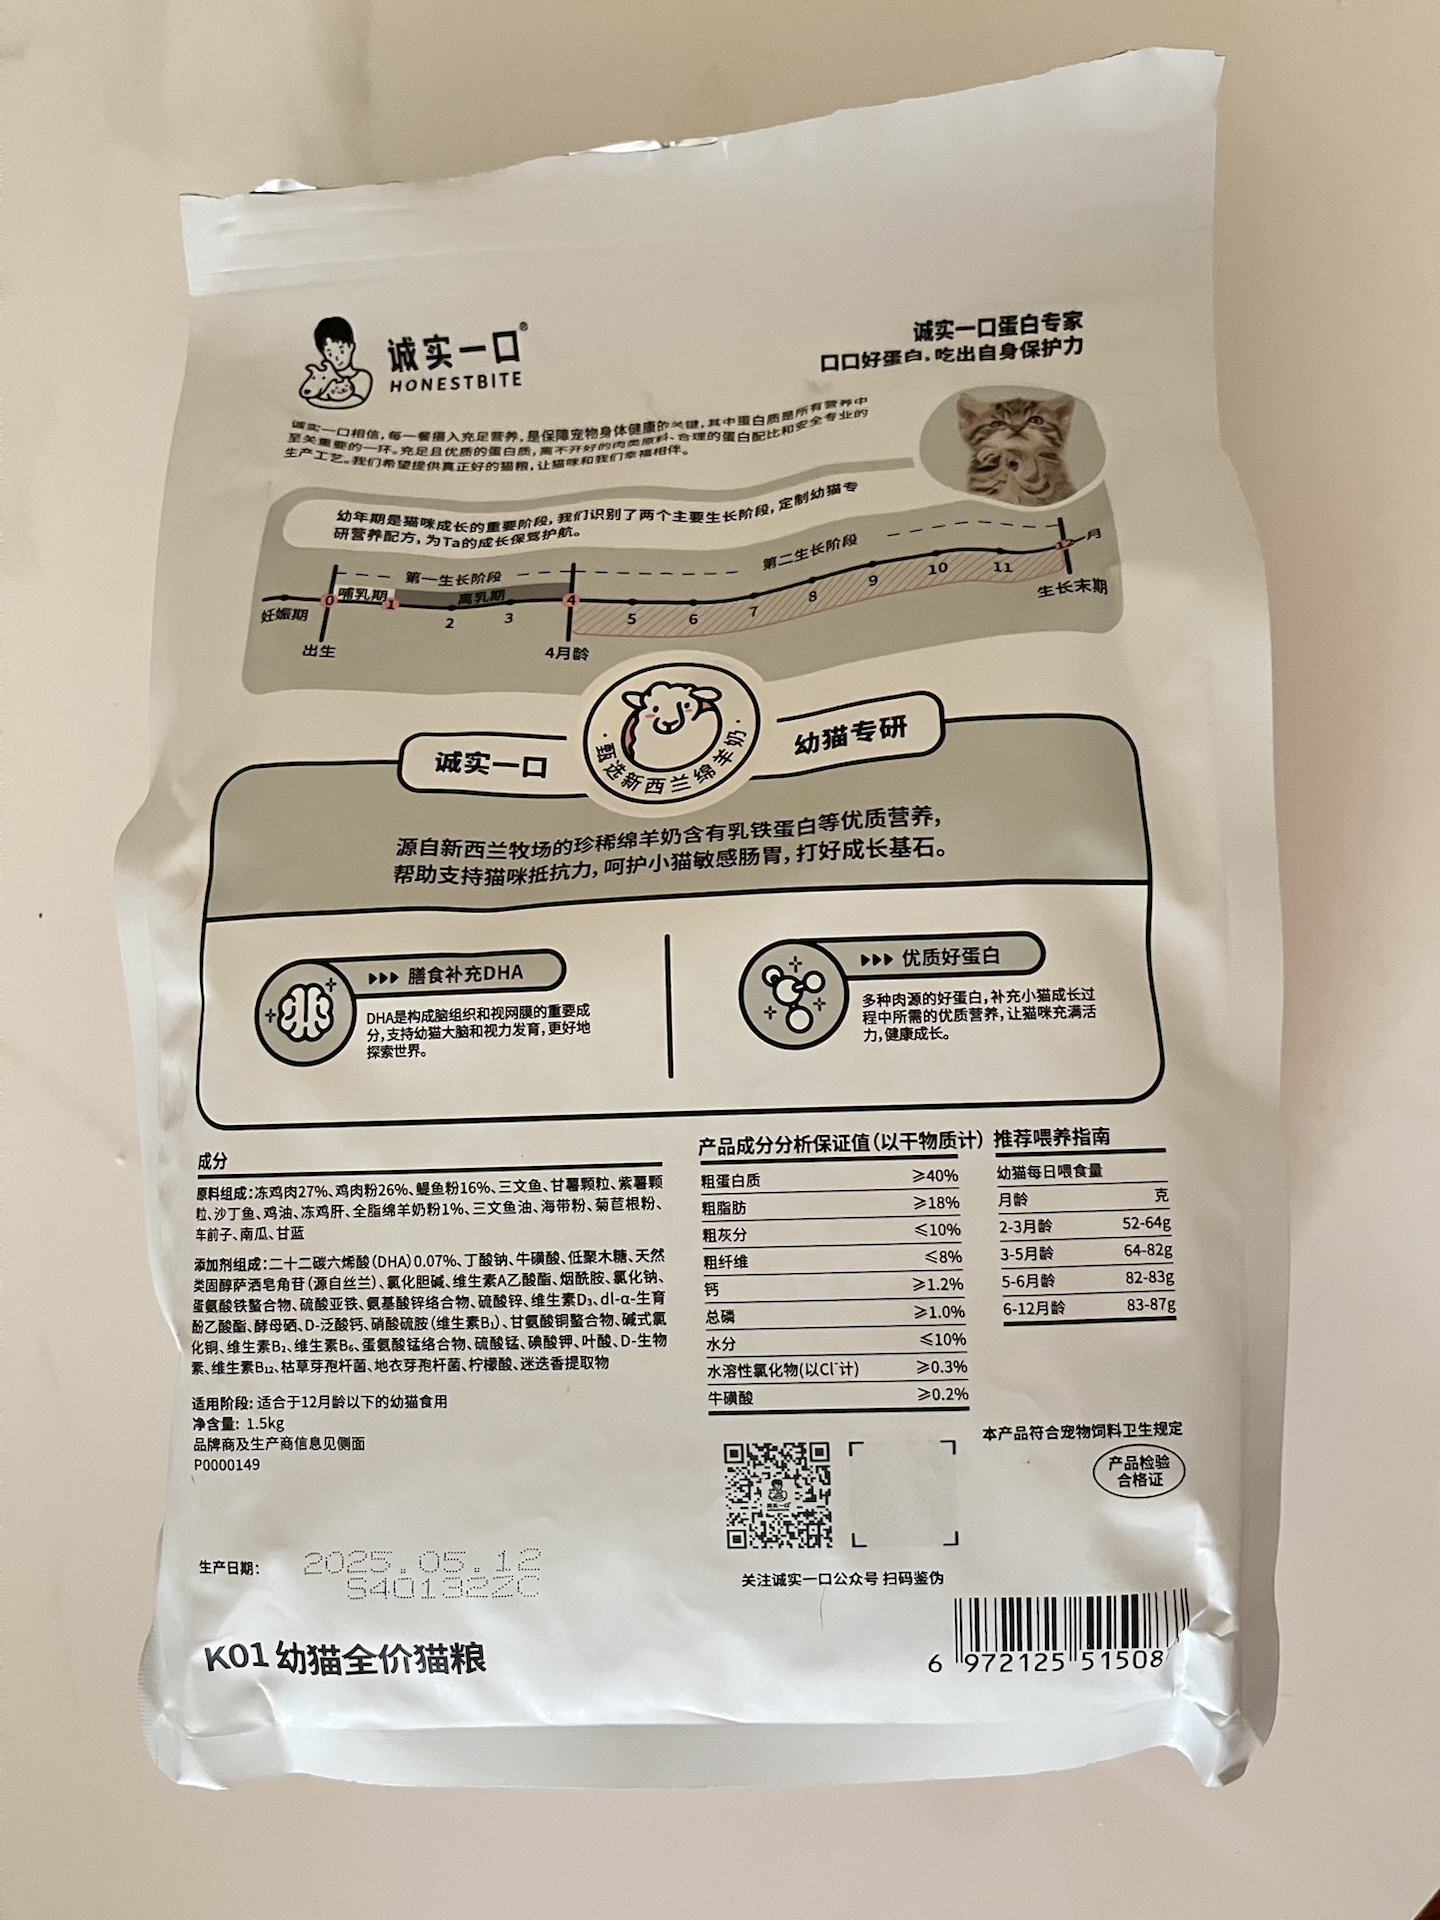 诚实一口®
HONESTBITE
诚实一口蛋白专家
口口好蛋白,吃出自身保护力
诚实一口相信,每一餐摄入充足营养,是保障宠物身体健康的关键,其中蛋白质是所有营养中
至关重要的一环。充足且优质的蛋白质,离不开好的肉类原料、合理的蛋白配比和安全专业的
生产工艺。我们希望提供真正好的猫粮,让猫咪和我们幸福相伴。
幼年期是猫咪成长的重要阶段,我们识别了两个主要生长阶段,定制幼猫专
研营养配方,为Ta的成长保驾护航。
第一生长阶段
第二生长阶段
妊娠期 0 哺乳期 1 2 离乳期 3 4 5 6 7 8 9 10 11 12 月
出生
4月龄
生长末期
诚实一口
·甄选新西兰绵羊奶·
幼猫专研
源自新西兰牧场的珍稀绵羊奶含有乳铁蛋白等优质营养,
帮助支持猫咪抵抗力,呵护小猫敏感肠胃,打好成长基石。
膳食补充DHA
DHA是构成脑组织和视网膜的重要成
分,支持幼猫大脑和视力发育,更好地
探索世界。
优质好蛋白
多种肉源的好蛋白,补充小猫成长过
程中所需的优质营养,让猫咪充满活
力,健康成长。
成分
原料组成:冻鸡肉27%、鸡肉粉26%、鳀鱼粉16%、三文鱼、甘薯颗粒、紫薯颗
粒、沙丁鱼、鸡油、冻鸡肝、全脂绵羊奶粉1%、三文鱼油、海带粉、菊苣根粉、
车前子、南瓜、甘蓝
添加剂组成:二十二碳六烯酸(DHA)0.07%、丁酸钠、牛磺酸、低聚木糖、天然
类固醇萨洒皂角苷(源自丝兰)、氯化胆碱、维生素A乙酸酯、烟酰胺、氯化钠、
蛋氨酸铁螯合物、硫酸亚铁、氨基酸锌络合物、硫酸锌、维生素D₃、dl-α-生育
酚乙酸酯、酵母硒、D-泛酸钙、硝酸硫胺(维生素B₁)、甘氨酸铜螯合物、碱式氯
化铜、维生素B₂、维生素B₆、蛋氨酸锰络合物、硫酸锰、碘酸钾、叶酸、D-生物
素、维生素B₁₂、枯草芽孢杆菌、地衣芽孢杆菌、柠檬酸、迷迭香提取物
适用阶段: 适合于12月龄以下的幼猫食用
净含量: 1.5kg
品牌商及生产商信息见侧面
P0000149
产品成分分析保证值(以干物质计)
粗蛋白质 ≥40%
粗脂肪 ≥18%
粗灰分 ≤10%
粗纤维 ≤8%
钙 ≥1.2%
总磷 ≥1.0%
水分 ≤10%
水溶性氯化物(以Cl⁻计) ≥0.3%
牛磺酸 ≥0.2%
推荐喂养指南
幼猫每日喂食量
月龄 克
2-3月龄 52-64g
3-5月龄 64-82g
5-6月龄 82-83g
6-12月龄 83-87g
本产品符合宠物饲料卫生规定
产品检验
合格证
诚实一口
关注诚实一口公众号 扫码鉴伪
生产日期: 2025.05.12
S40132ZC
K01 幼猫全价猫粮
6 972125 51508